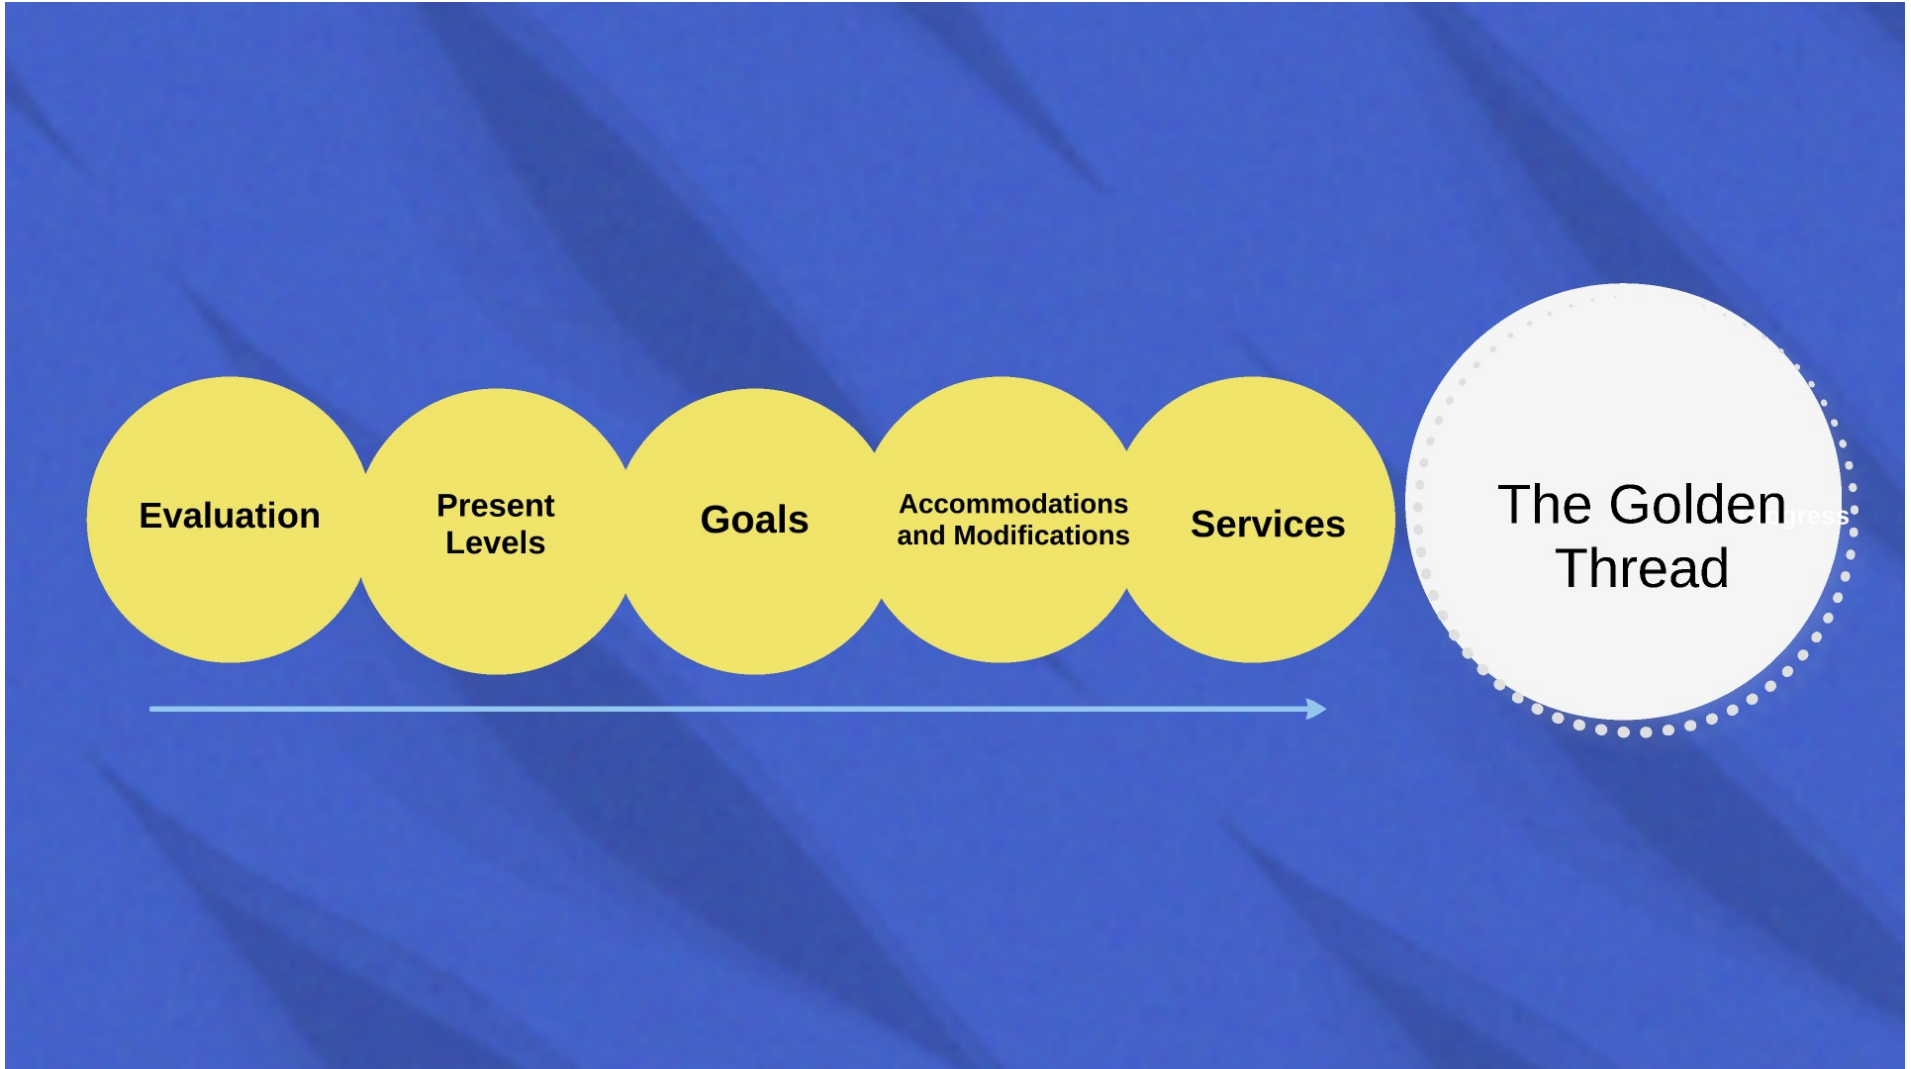 Evaluation
Present
Levels
Goals
Accommodations
and Modifications
Services
The Golden
Thread